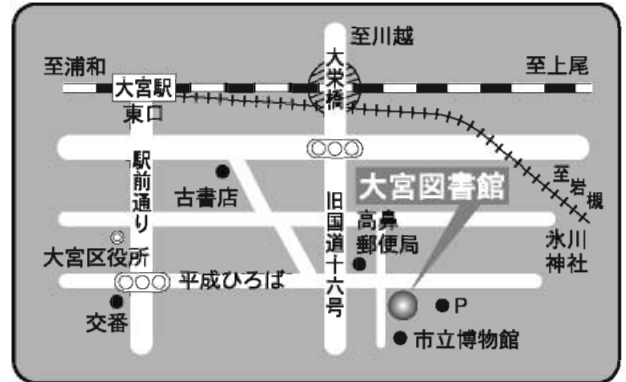 至川越
至浦和
大宮駅
大栄橋
至上尾
東口
駅前通り
古書店
大宮図書館
至岩槻
旧国道十六号
高鼻
郵便局
氷川
神社
大宮区役所
平成ひろば
交番
P
市立博物館